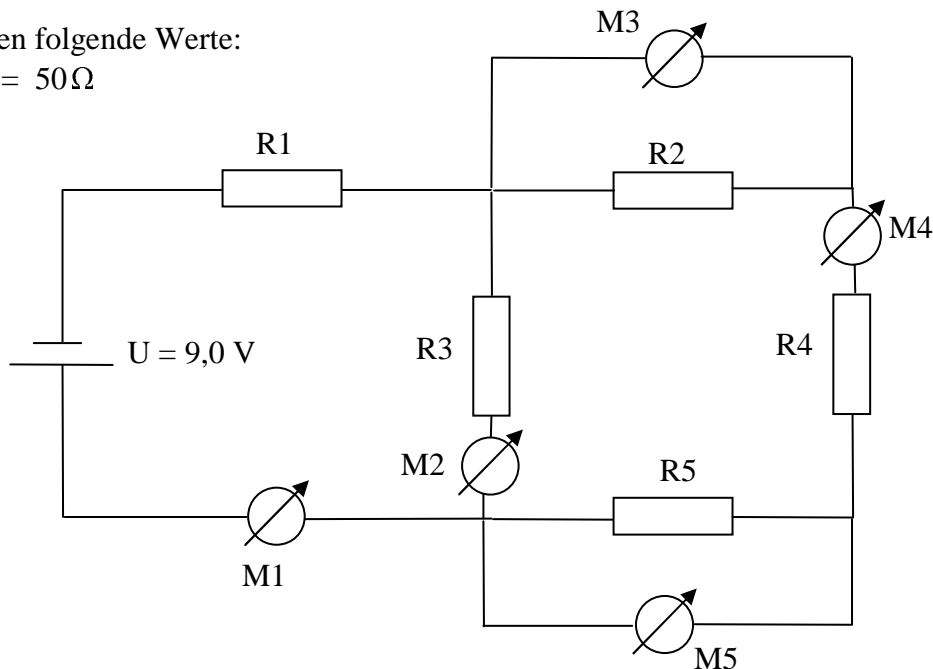 en folgende Werte:
= 50Ω
M3
R1
R2
M4
U = 9,0 V
R3
R4
M2
R5
M1
M5